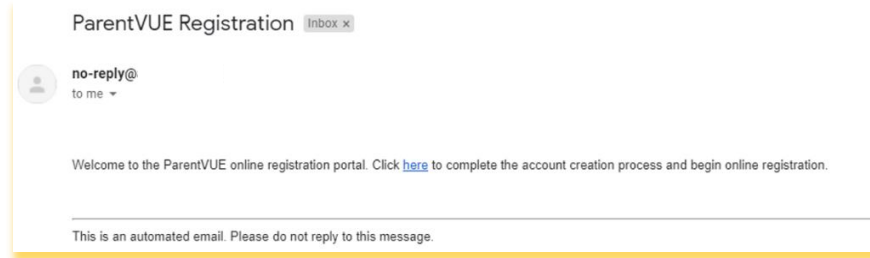 ParentVUE Registration Inbox x
no-reply@
to me
Welcome to the ParentVUE online registration portal. Click here to complete the account creation process and begin online registration.
This is an automated email. Please do not reply to this message.